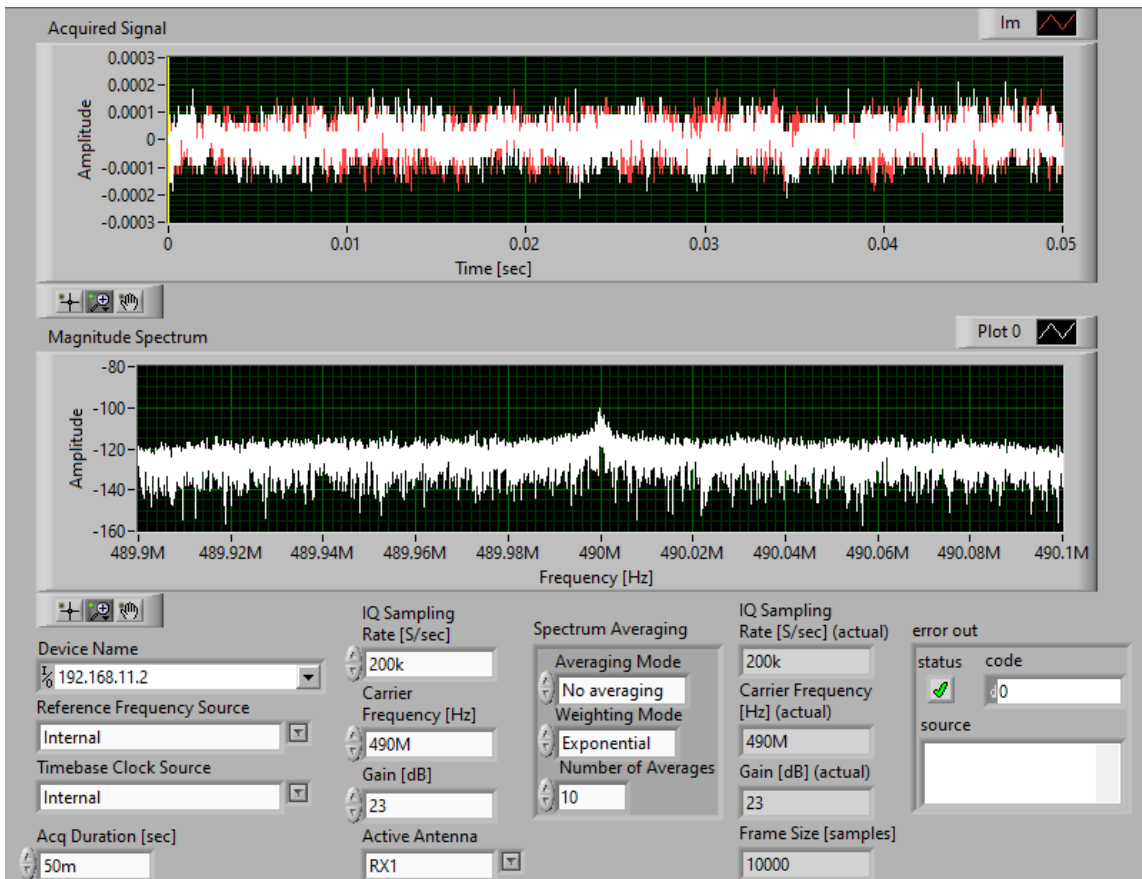 Acquired Signal
Im
0.0003
0.0002
0.0001
0
-0.0001
-0.0002
-0.0003
Amplitude
0 0.01 0.02 0.03 0.04 0.05
Time [sec]
Magnitude Spectrum
Plot 0
-80
-100
-120
-140
-160
Amplitude
489.9M 489.92M 489.94M 489.96M 489.98M 490M 490.02M 490.04M 490.06M 490.08M 490.1M
Frequency [Hz]
Device Name
I/O 192.168.11.2
Reference Frequency Source
Internal
Timebase Clock Source
Internal
Acq Duration [sec]
50m
IQ Sampling
Rate [S/sec]
200k
Carrier
Frequency [Hz]
490M
Gain [dB]
23
Active Antenna
RX1
Spectrum Averaging
Averaging Mode
No averaging
Weighting Mode
Exponential
Number of Averages
10
IQ Sampling
Rate [S/sec] (actual)
200k
Carrier Frequency
[Hz] (actual)
490M
Gain [dB] (actual)
23
Frame Size [samples]
10000
error out
status code
d 0
source